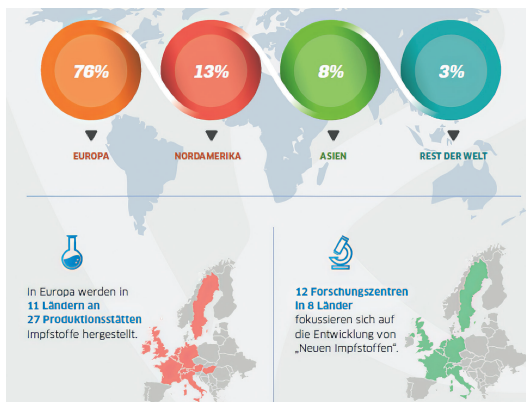 76%
13%
8%
3%
EUROPA
NORDAMERIKA
ASIEN
REST DER WELT
In Europa werden in
11 Ländern an
27 Produktionsstätten
Impfstoffe hergestellt.
12 Forschungszentren
in 8 Länder
fokussieren sich auf
die Entwicklung von
„Neuen Impfstoffen“.